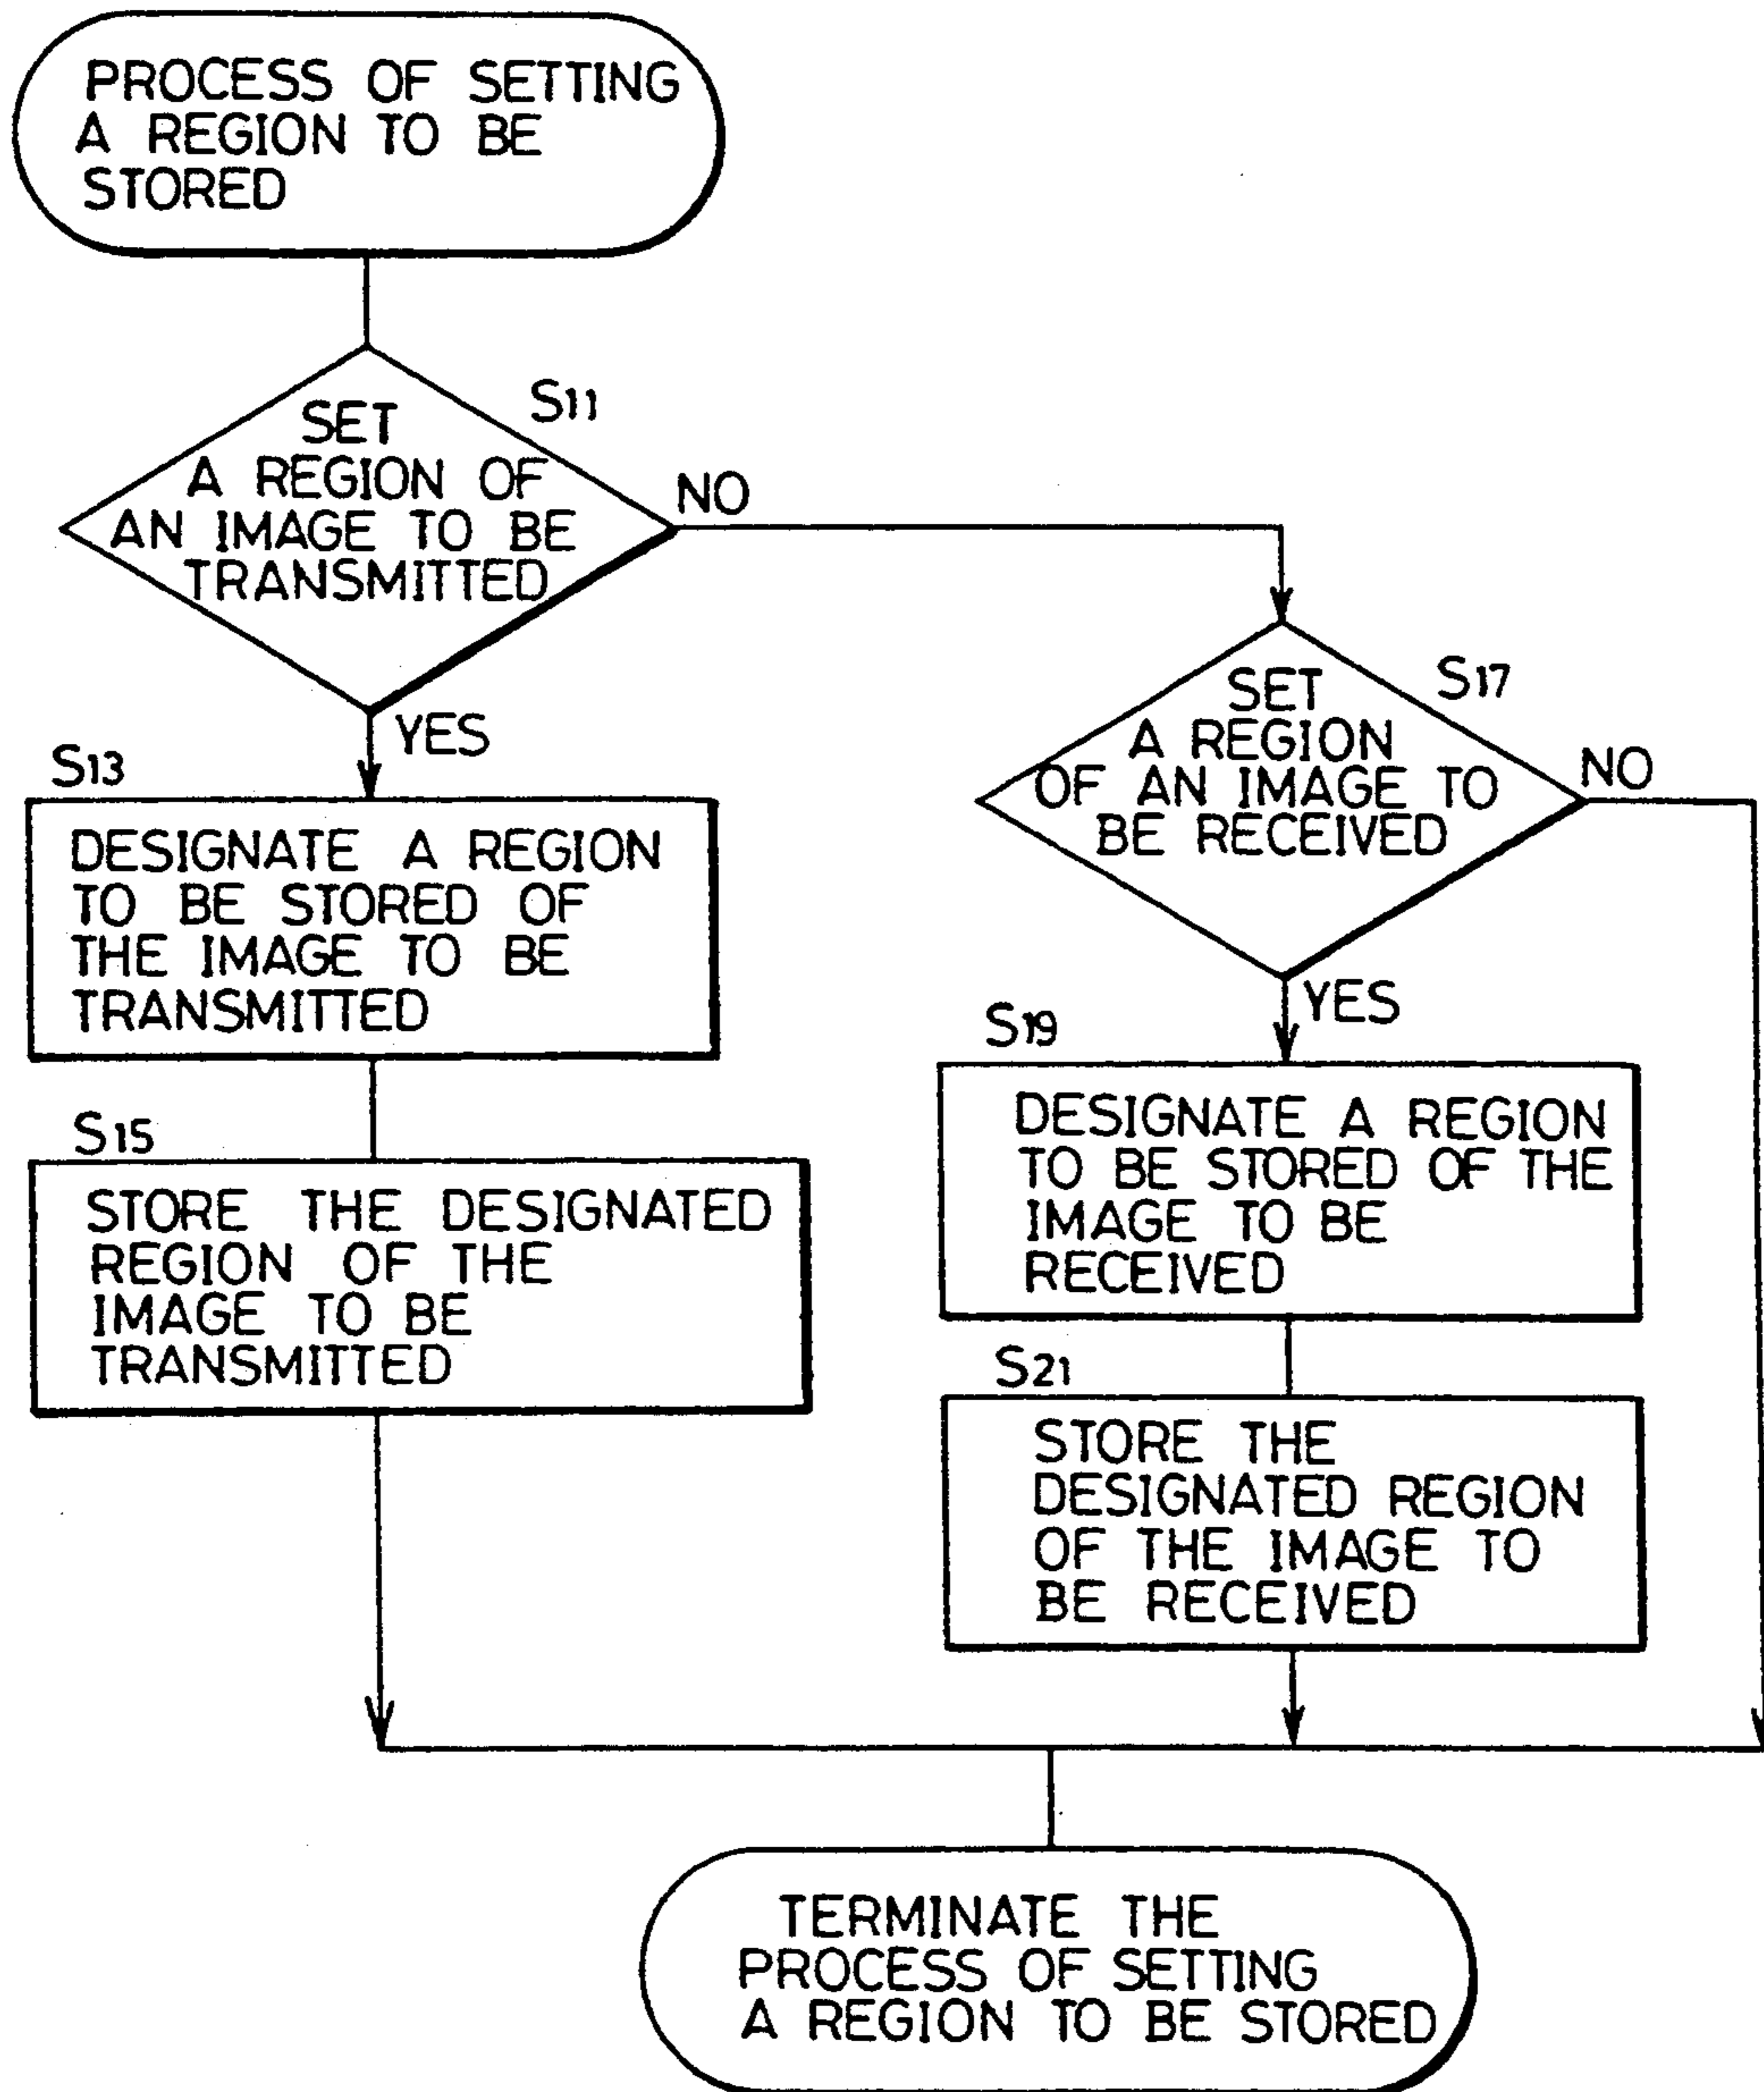 PROCESS OF SETTING
A REGION TO BE
STORED
S11
SET
A REGION OF
AN IMAGE TO BE
TRANSMITTED
NO
YES
S13
DESIGNATE A REGION
TO BE STORED OF
THE IMAGE TO BE
TRANSMITTED
S15
STORE THE DESIGNATED
REGION OF THE
IMAGE TO BE
TRANSMITTED
S17
SET
A REGION
OF AN IMAGE TO
BE RECEIVED
NO
YES
S19
DESIGNATE A REGION
TO BE STORED OF THE
IMAGE TO BE
RECEIVED
S21
STORE THE
DESIGNATED REGION
OF THE IMAGE TO
BE RECEIVED
TERMINATE THE
PROCESS OF SETTING
A REGION TO BE STORED